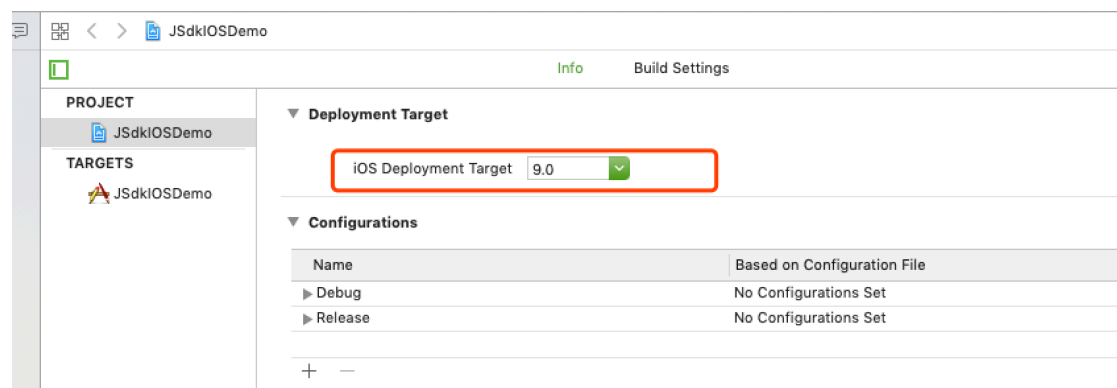 JSdkIOSDemo
Info Build Settings
PROJECT
JSdkIOSDemo
TARGETS
JSdkIOSDemo
Deployment Target
iOS Deployment Target 9.0
Configurations
Name Based on Configuration File
Debug No Configurations Set
Release No Configurations Set